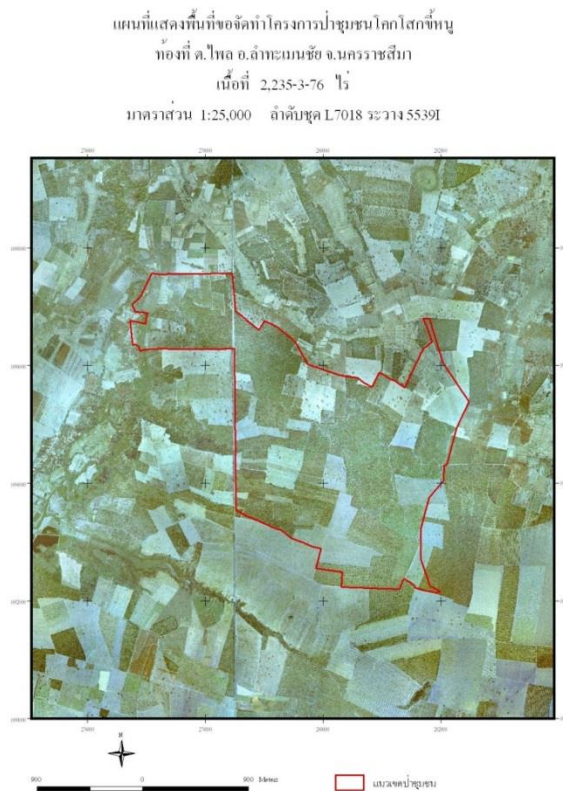 แผนที่แสดงพื้นที่ขอจัดทำโครงการป่าชุมชนโคกโสกขี้หนู
ท้องที่ ต.ไพล อ.ลำทะเมนชัย จ.นครราชสีมา
เนื้อที่ 2,235-3-76 ไร่
มาตราส่วน 1:25,000 ลำดับชุด L7018 ระวาง 5539I
900 0 900 Meters
แนวเขตป่าชุมชน